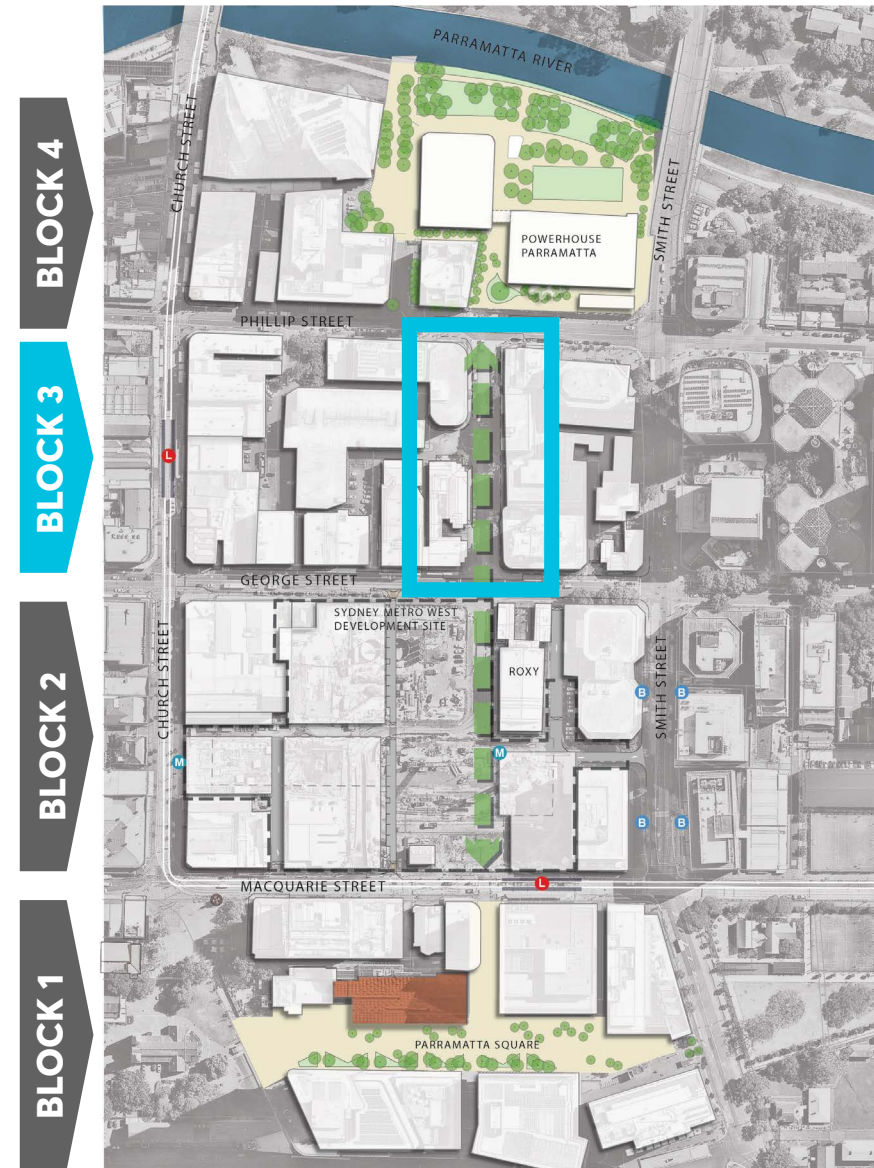 PARRAMATTA RIVER
BLOCK 4
CHURCH STREET
SMITH STREET
POWERHOUSE
PARRAMATTA
PHILLIP STREET
BLOCK 3
L
GEORGE STREET
SYDNEY METRO WEST
DEVELOPMENT SITE
BLOCK 2
CHURCH STREET
ROXY
SMITH STREET
B
B
M
M
B
B
MACQUARIE STREET
L
BLOCK 1
PARRAMATTA SQUARE